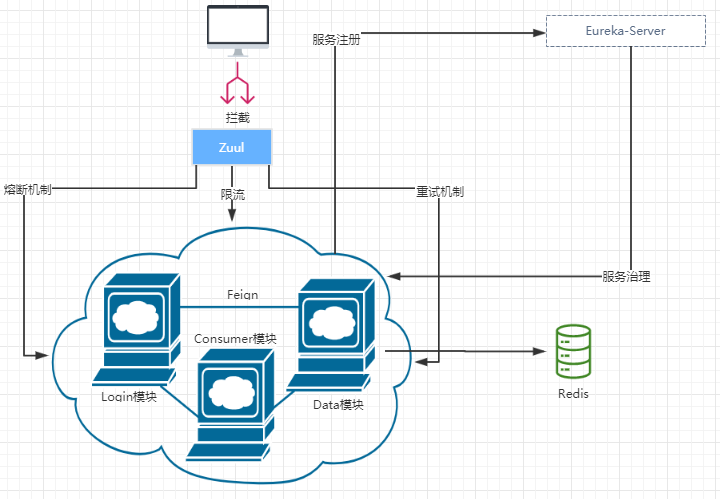 服务注册
Eureka-Server
拦截
Zuul
熔断机制
限流
重试机制
服务治理
Feign
Consumer模块
Login模块
Data模块
Redis